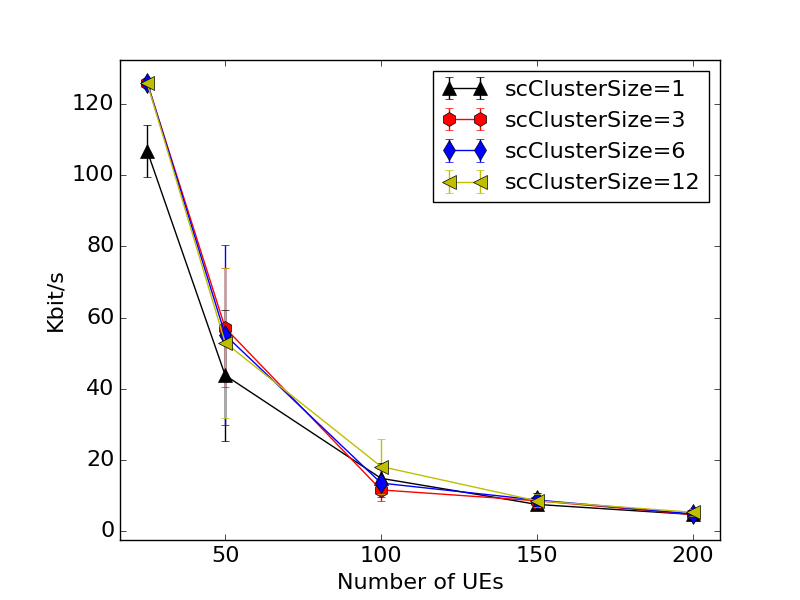 scClusterSize=1
scClusterSize=3
scClusterSize=6
scClusterSize=12
120
100
80
60
40
20
0
Kbit/s
50 100 150 200
Number of UEs